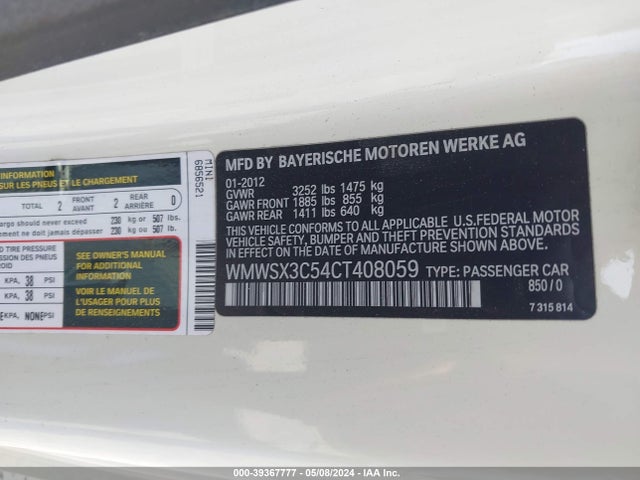 INFORMATION
SUR LES PNEUS ET LE CHARGEMENT
TOTAL 2 FRONT AVANT 2 REAR ARRIÈRE 0
cargo should never exceed 230 kg or 507 lbs.
ne doit jamais dépasser 230 kg ou 507 lb.
D TIRE PRESSURE
ESSION DES PNEUS
ROID
KPA, 38 PSI
KPA, 38 PSI
KPA, NONEPSI
SEE OWNER'S MANUAL
FOR ADDITIONAL
INFORMATION
VOIR LE MANUEL DE
L'USAGER POUR PLUS
DE RENSEIGNEMENTS
MINI
6856521
MFD BY BAYERISCHE MOTOREN WERKE AG
01-2012
GVWR 3252 lbs 1475 kg
GAWR FRONT 1885 lbs 855 kg
GAWR REAR 1411 lbs 640 kg
THIS VEHICLE CONFORMS TO ALL APPLICABLE U.S.FEDERAL MOTOR
VEHICLE SAFETY, BUMPER, AND THEFT PREVENTION STANDARDS
IN EFFECT ON THE DATE OF MANUFACTURE SHOWN ABOVE.
WMWSX3C54CT408059 TYPE: PASSENGER CAR
850 / 0
7 315 814
000-39367777 - 05/08/2024 - IAA Inc.